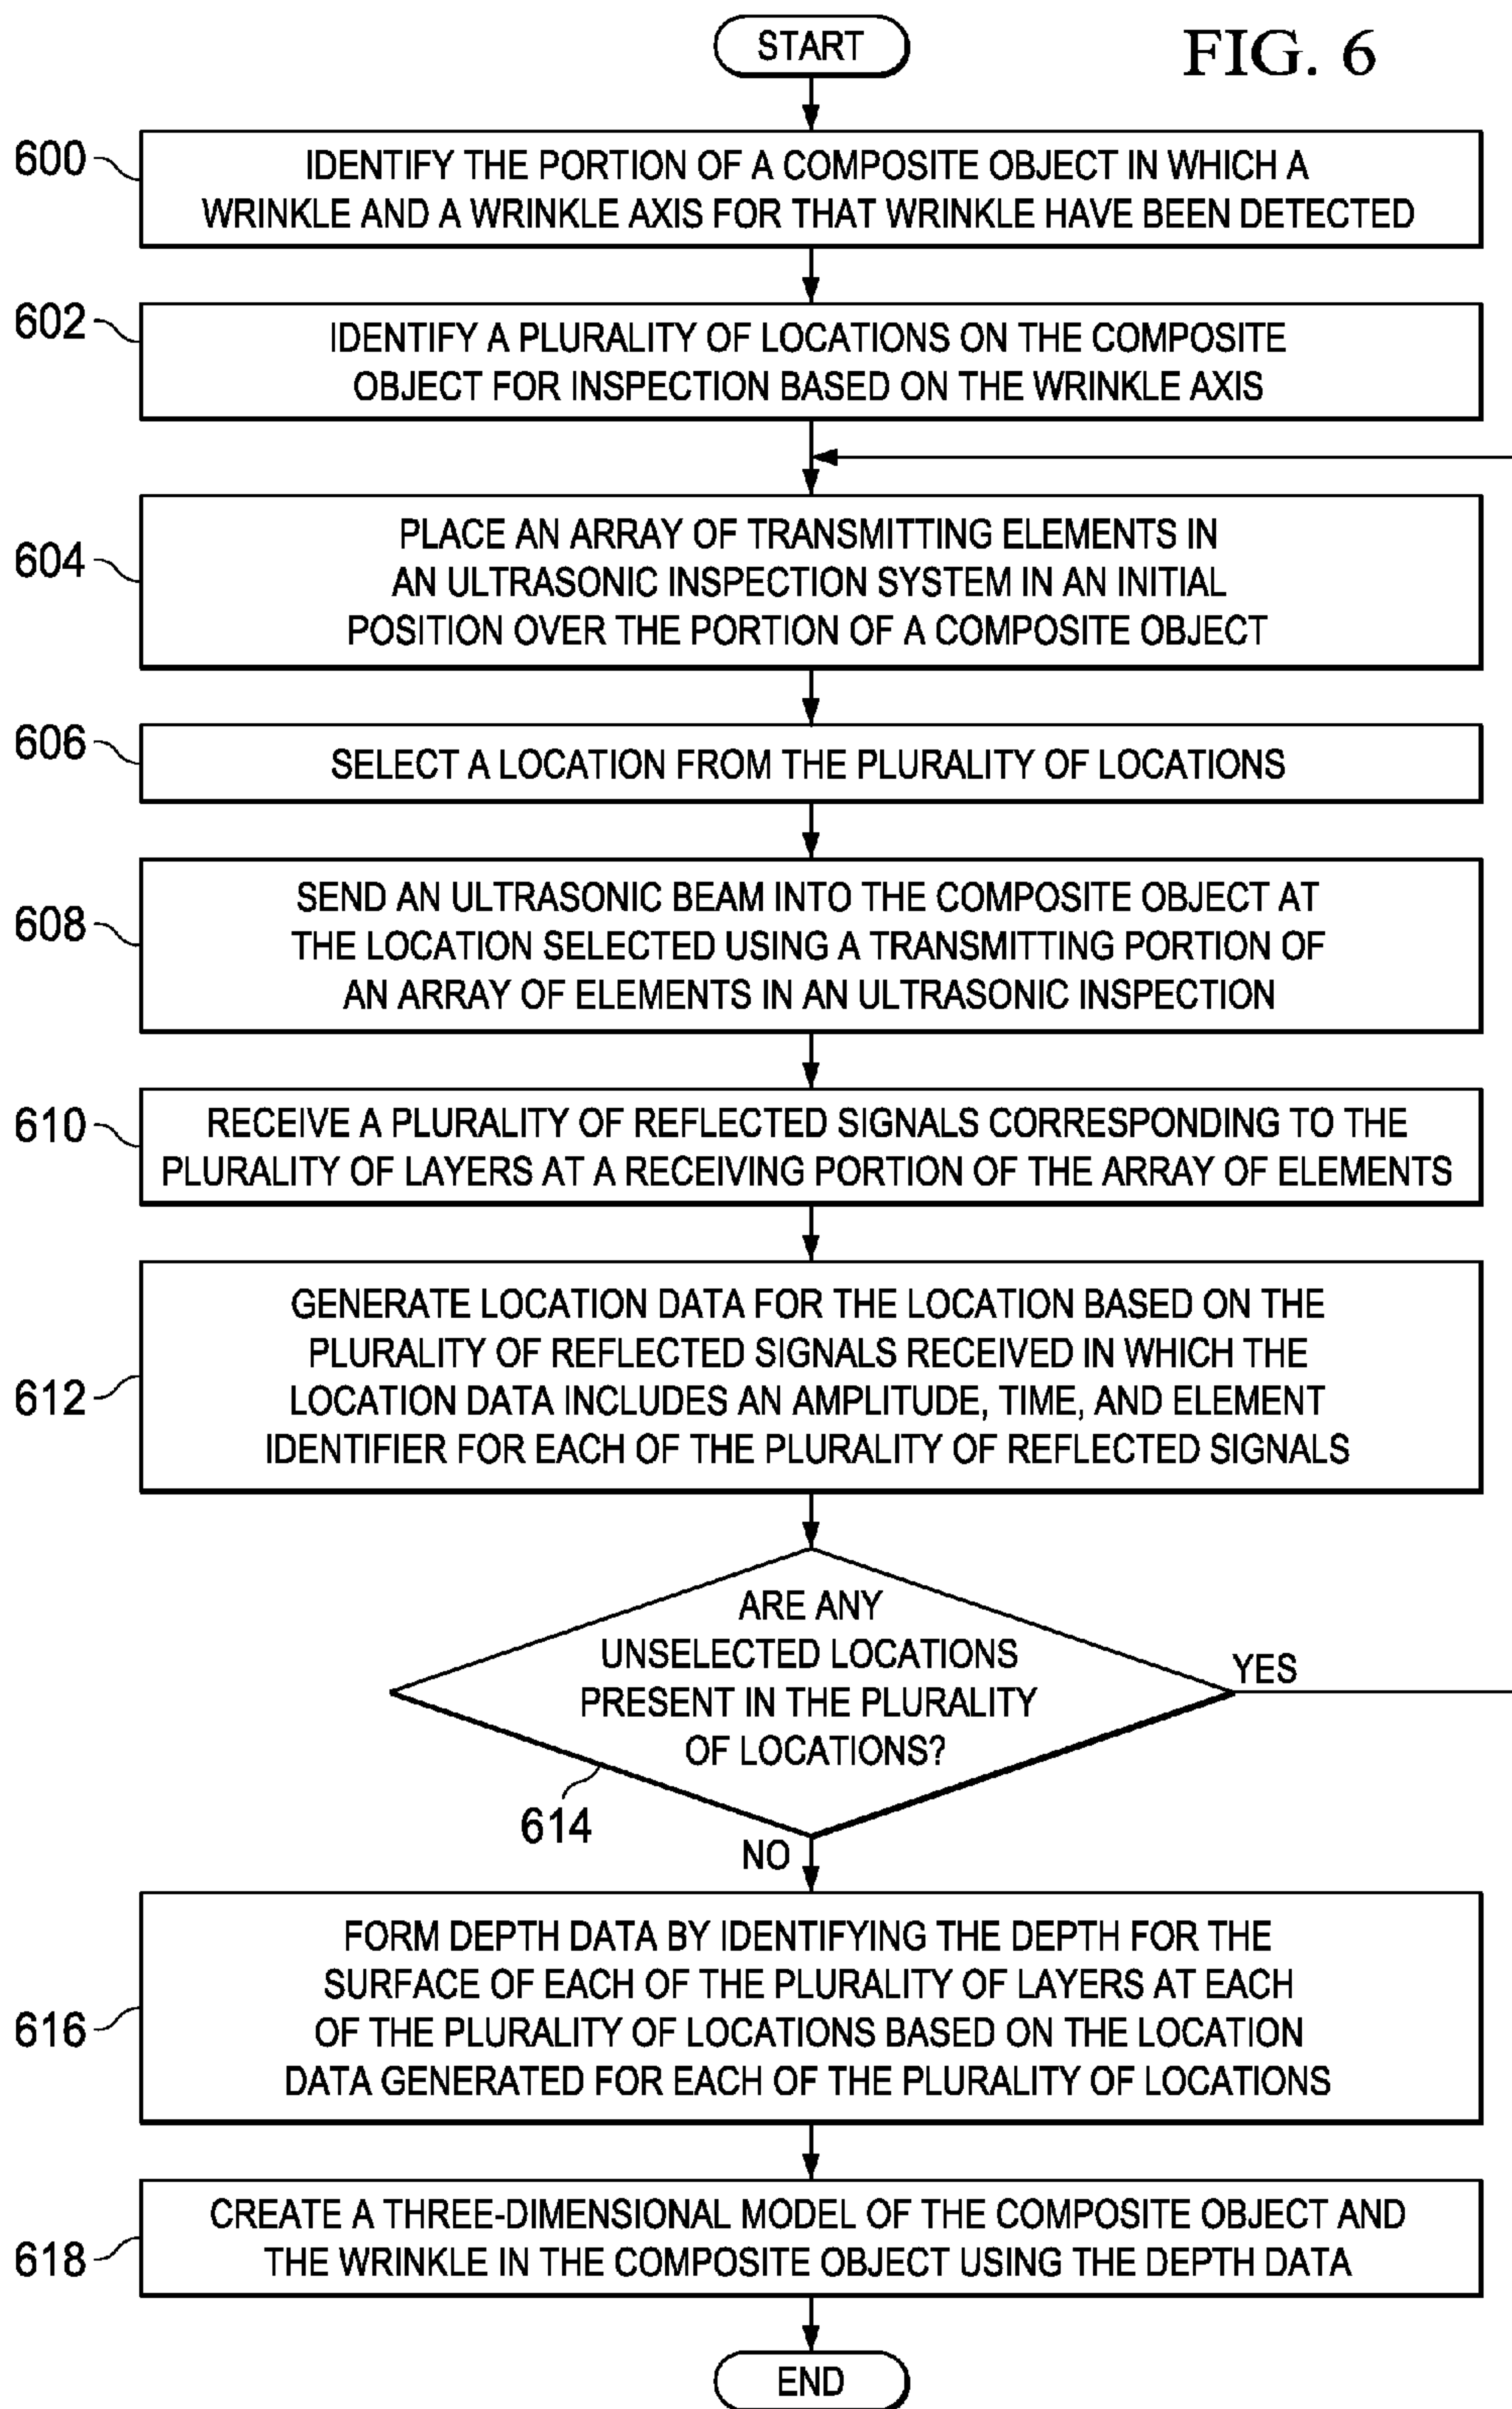 START
FIG. 6
600
IDENTIFY THE PORTION OF A COMPOSITE OBJECT IN WHICH A
WRINKLE AND A WRINKLE AXIS FOR THAT WRINKLE HAVE BEEN DETECTED
602
IDENTIFY A PLURALITY OF LOCATIONS ON THE COMPOSITE
OBJECT FOR INSPECTION BASED ON THE WRINKLE AXIS
604
PLACE AN ARRAY OF TRANSMITTING ELEMENTS IN
AN ULTRASONIC INSPECTION SYSTEM IN AN INITIAL
POSITION OVER THE PORTION OF A COMPOSITE OBJECT
606
SELECT A LOCATION FROM THE PLURALITY OF LOCATIONS
608
SEND AN ULTRASONIC BEAM INTO THE COMPOSITE OBJECT AT
THE LOCATION SELECTED USING A TRANSMITTING PORTION OF
AN ARRAY OF ELEMENTS IN AN ULTRASONIC INSPECTION
610
RECEIVE A PLURALITY OF REFLECTED SIGNALS CORRESPONDING TO THE
PLURALITY OF LAYERS AT A RECEIVING PORTION OF THE ARRAY OF ELEMENTS
612
GENERATE LOCATION DATA FOR THE LOCATION BASED ON THE
PLURALITY OF REFLECTED SIGNALS RECEIVED IN WHICH THE
LOCATION DATA INCLUDES AN AMPLITUDE, TIME, AND ELEMENT
IDENTIFIER FOR EACH OF THE PLURALITY OF REFLECTED SIGNALS
ARE ANY
UNSELECTED LOCATIONS
PRESENT IN THE PLURALITY
OF LOCATIONS?
YES
614
NO
616
FORM DEPTH DATA BY IDENTIFYING THE DEPTH FOR THE
SURFACE OF EACH OF THE PLURALITY OF LAYERS AT EACH
OF THE PLURALITY OF LOCATIONS BASED ON THE LOCATION
DATA GENERATED FOR EACH OF THE PLURALITY OF LOCATIONS
618
CREATE A THREE-DIMENSIONAL MODEL OF THE COMPOSITE OBJECT AND
THE WRINKLE IN THE COMPOSITE OBJECT USING THE DEPTH DATA
END